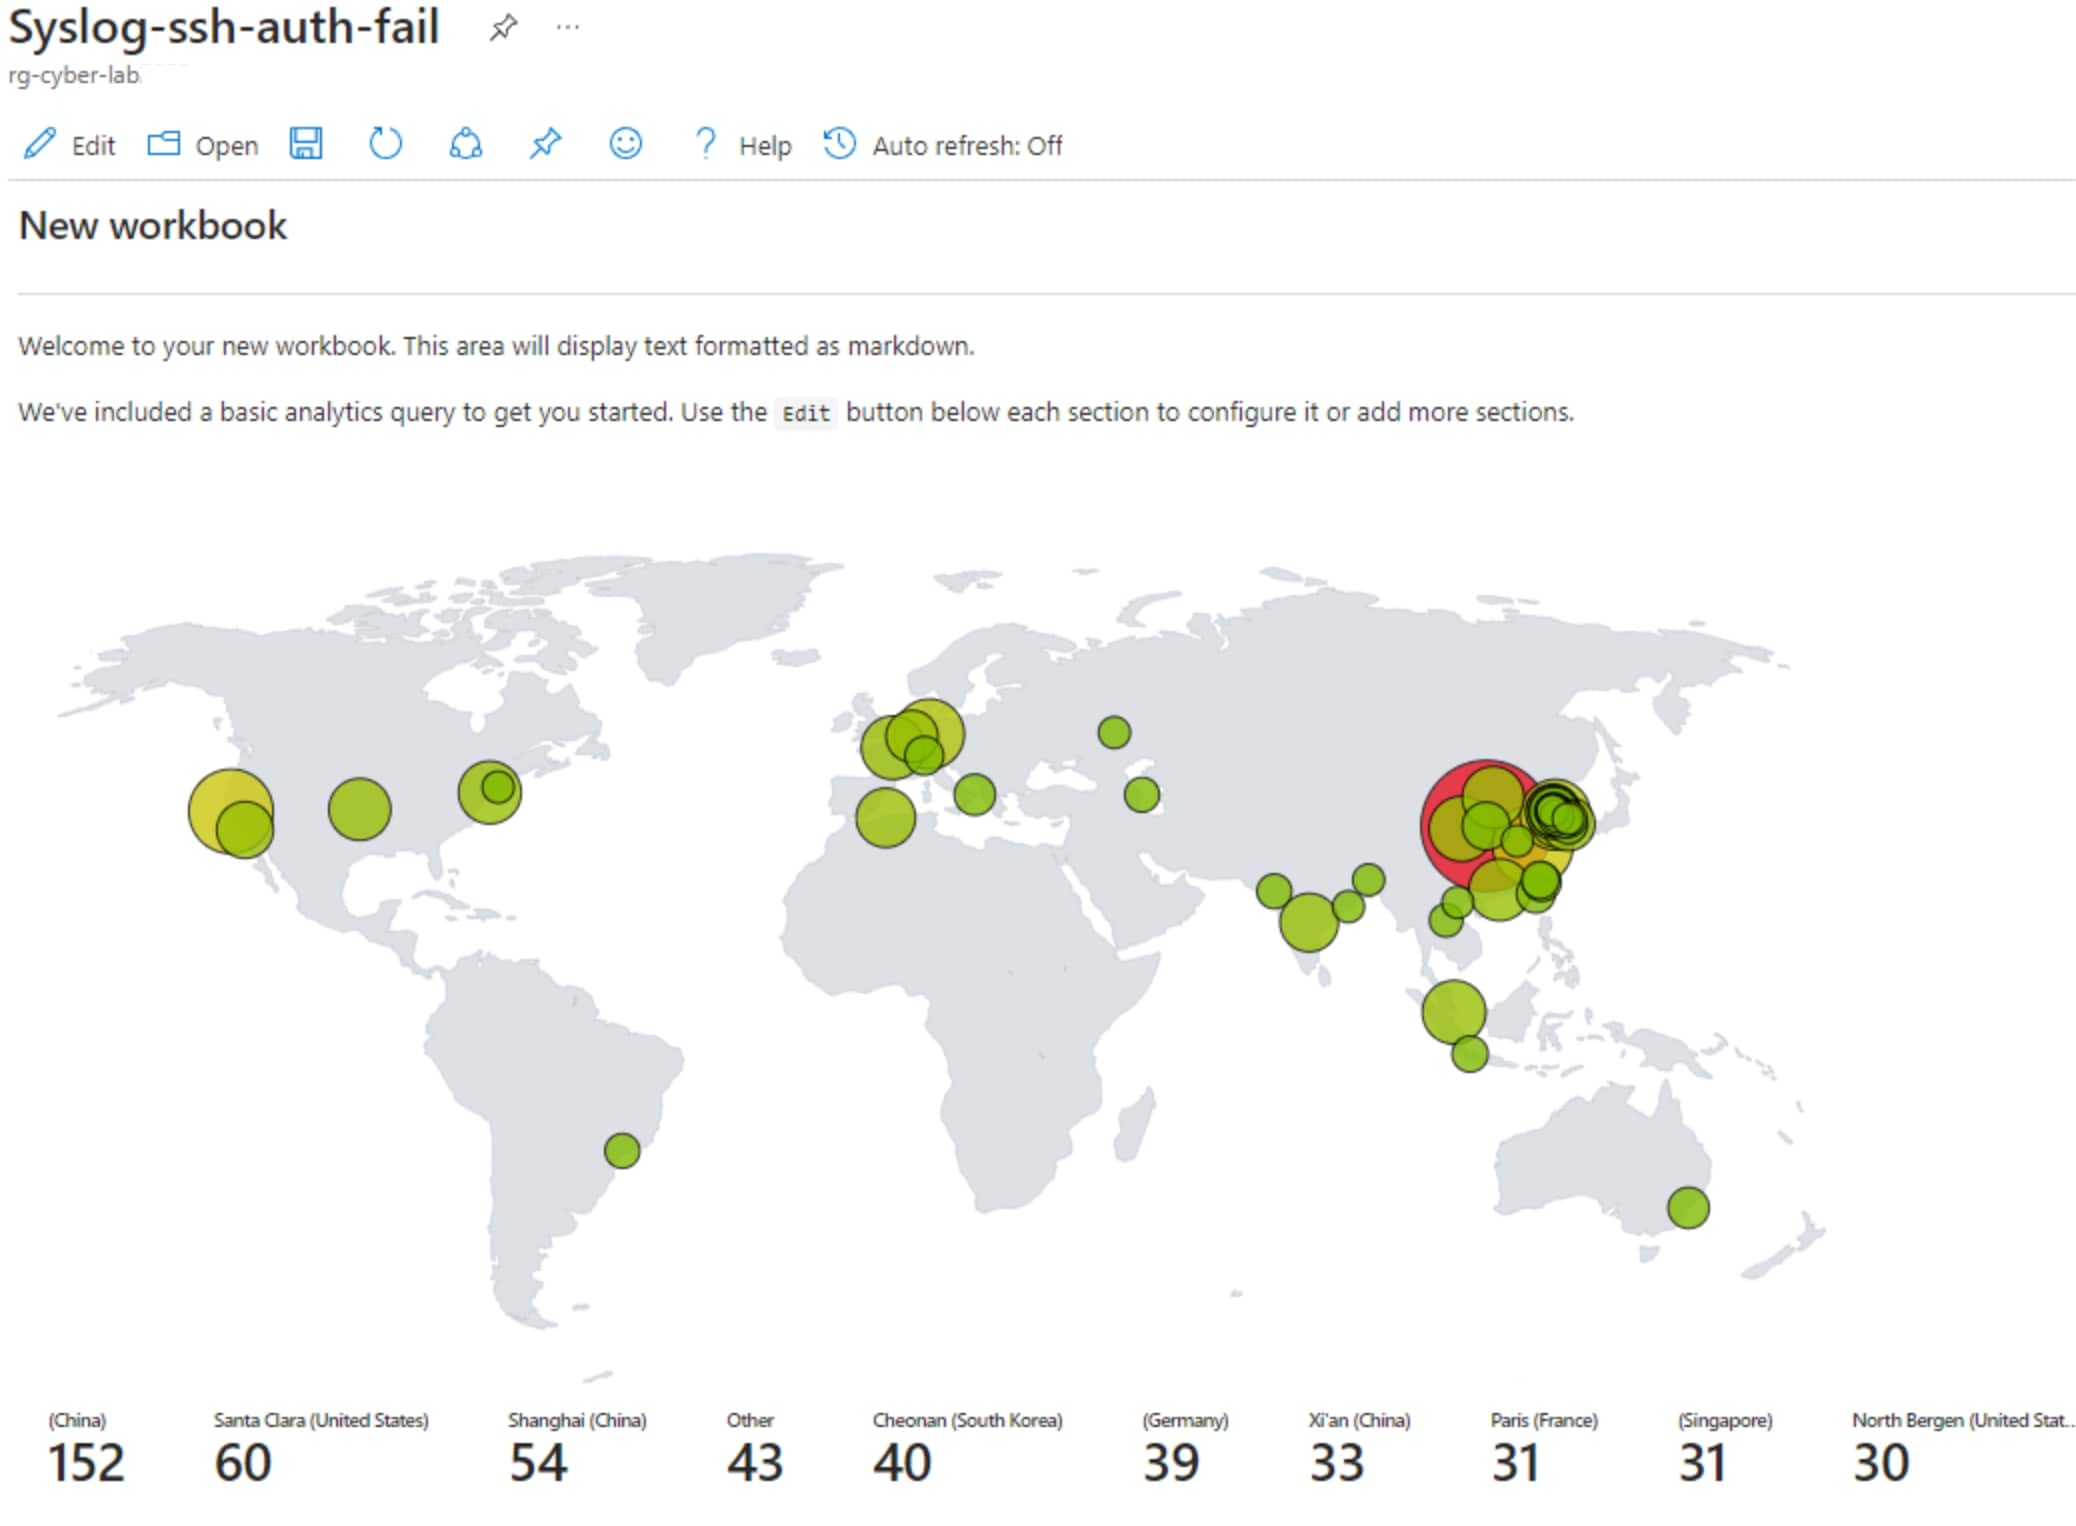 Syslog-ssh-auth-fail
rg-cyber-lab
Edit Open Help Auto refresh: Off
New workbook
Welcome to your new workbook. This area will display text formatted as markdown.
We've included a basic analytics query to get you started. Use the Edit button below each section to configure it or add more sections.
(China) Santa Clara (United States) Shanghai (China) Other Cheonan (South Korea) (Germany) Xi'an (China) Paris (France) (Singapore) North Bergen (United Stat...
152 60 54 43 40 39 33 31 31 30